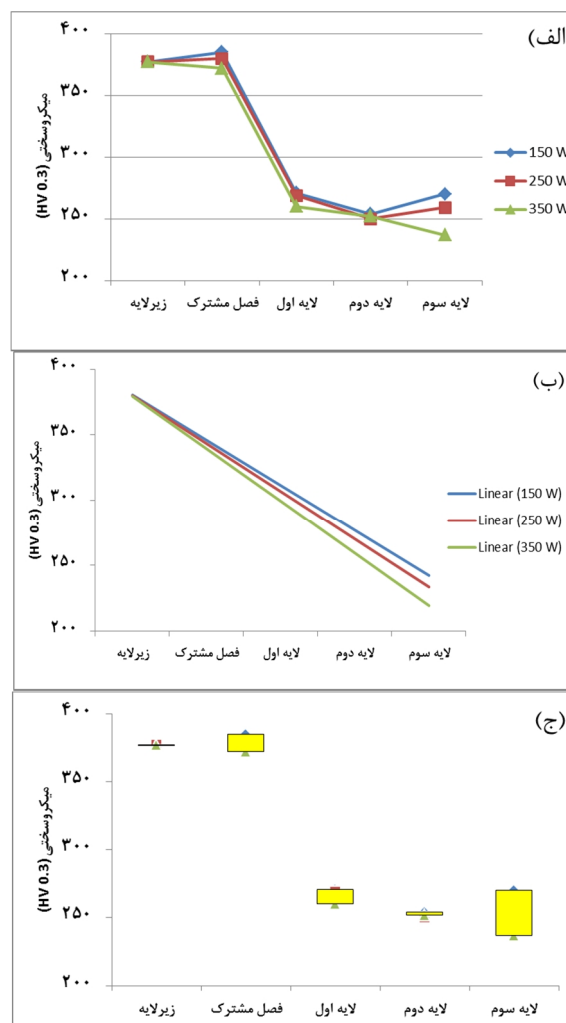 (الف)
میکروسختی (HV 0.3)
۴۰۰
۳۵۰
۳۰۰
۲۵۰
۲۰۰
زیرلایه
فصل مشترک
لایه اول
لایه دوم
لایه سوم
150 W
250 W
350 W
(ب)
میکروسختی (HV 0.3)
۴۰۰
۳۵۰
۳۰۰
۲۵۰
۲۰۰
زیرلایه
فصل مشترک
لایه اول
لایه دوم
لایه سوم
Linear (150 W)
Linear (250 W)
Linear (350 W)
(ج)
میکروسختی (HV 0.3)
۴۰۰
۳۵۰
۳۰۰
۲۵۰
۲۰۰
زیرلایه
فصل مشترک
لایه اول
لایه دوم
لایه سوم